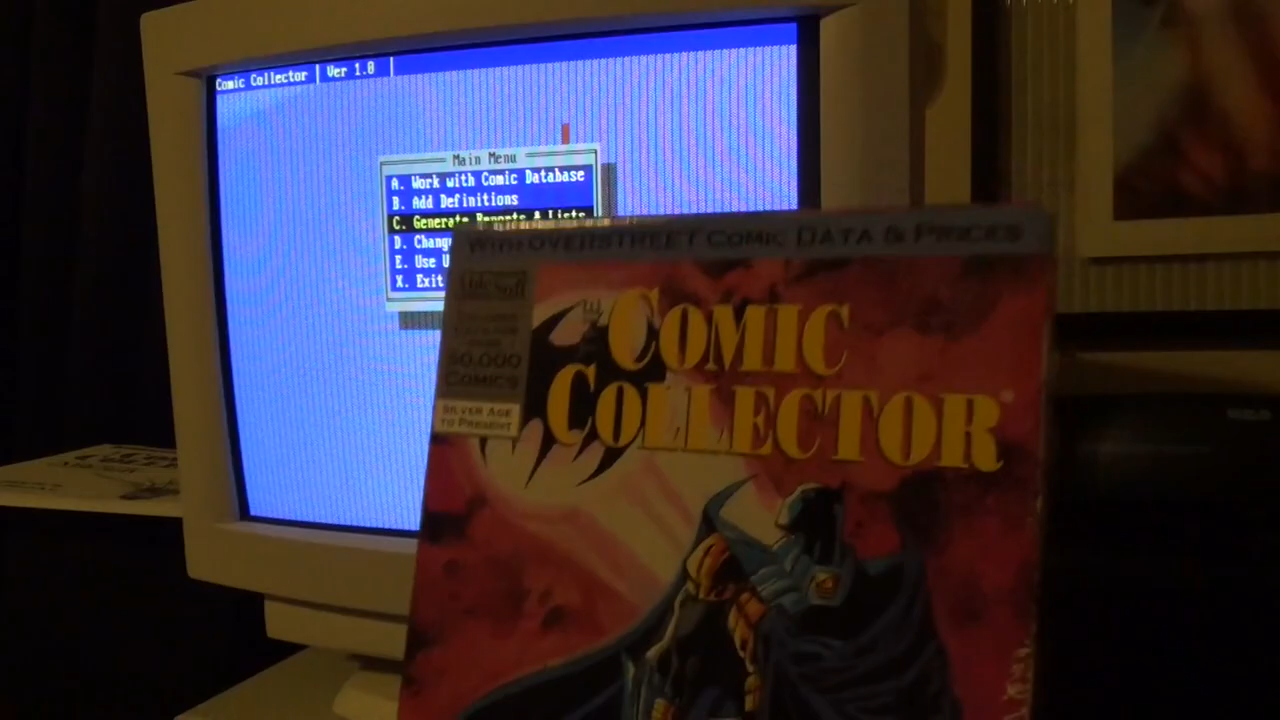 Comic Collector | Ver 1.0 |
Main Menu
A. Work with Comic Database
B. Add Definitions
C. Generate Reports & Lists
D. Chang
E. Use U
X. Exit
WITH OVERSTREET COMIC DATA & PRICES
AbleSoft
50,000
COMICS
SILVER AGE
TO PRESENT
COMIC
COLLECTOR